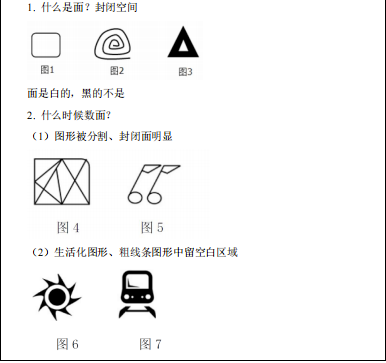 1. 什么是面？封闭空间
图1 图2 图3
面是白的，黑的不是
2. 什么时候数面？
（1）图形被分割、封闭面明显
图 4 图 5
（2）生活化图形、粗线条图形中留空白区域
图 6 图 7